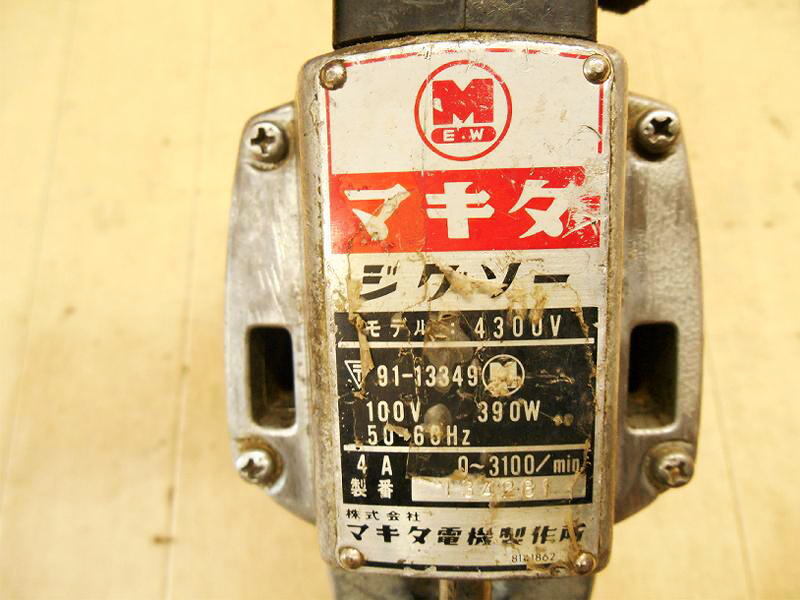 M
E.W
マキタ
ジグソー
モデル : 4300V
〒 91-13349 M
100V 390W
50-60Hz
4A 0~3100/min
製番
株式会社
マキタ電機製作所